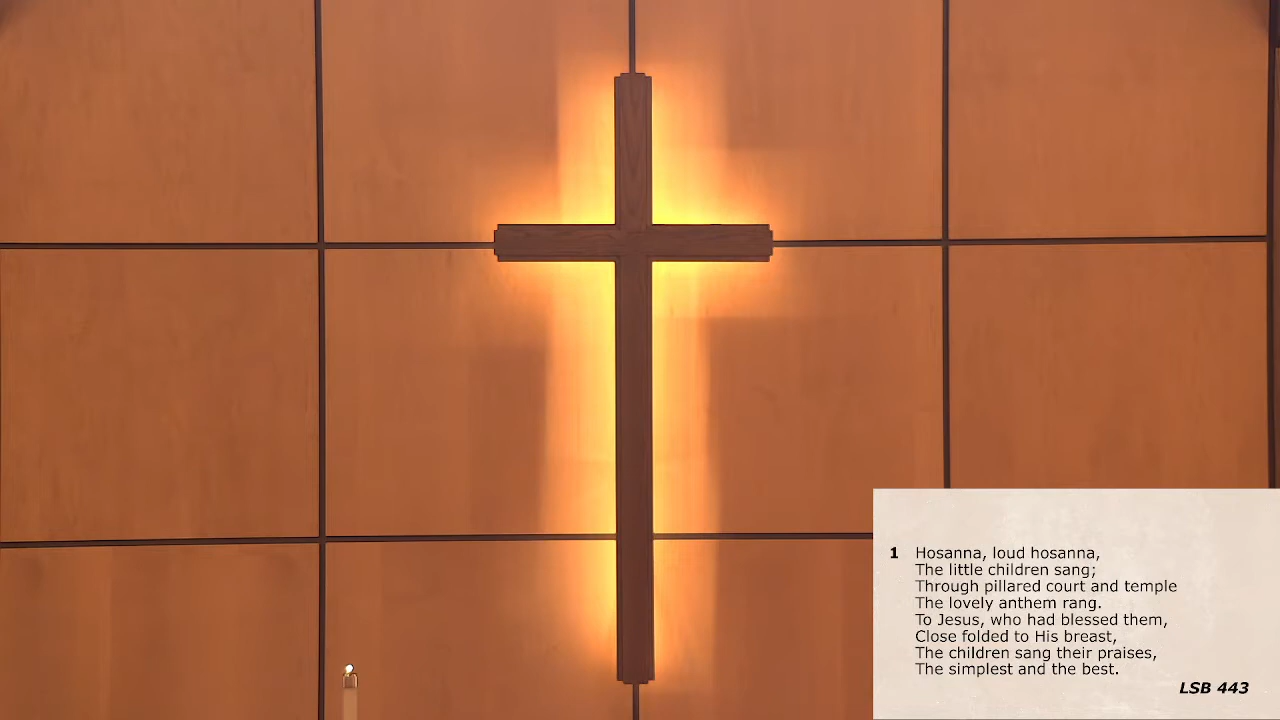 1 Hosanna, loud hosanna,
The little children sang;
Through pillared court and temple
The lovely anthem rang.
To Jesus, who had blessed them,
Close folded to His breast,
The children sang their praises,
The simplest and the best.
LSB 443